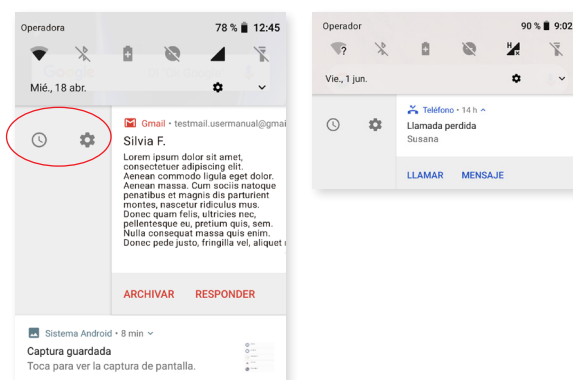 Operadora 78 % 12:45
Mié., 18 abr.
Gmail • testmail.usermanual@gmai
Silvia F.
Lorem ipsum dolor sit amet,
consectetuer adipiscing elit.
Aenean commodo ligula eget dolor.
Aenean massa. Cum sociis natoque
penatibus et magnis dis parturient
montes, nascetur ridiculus mus.
Donec quam felis, ultricies nec,
pellentesque eu, pretium quis, sem.
Nulla consequat massa quis enim.
Donec pede justo, fringilla vel, aliquet
ARCHIVAR RESPONDER
Sistema Android • 8 min
Captura guardada
Toca para ver la captura de pantalla.
Operador 90 % 9:02
Vie., 1 jun.
Teléfono • 14 h
Llamada perdida
Susana
LLAMAR MENSAJE